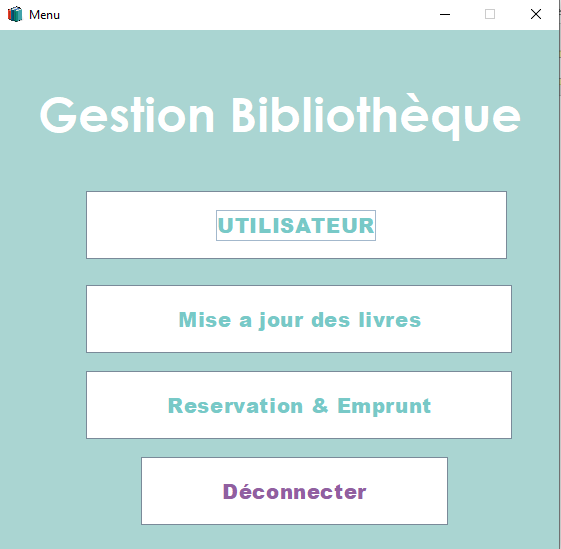 Menu
Gestion Bibliothèque
UTILISATEUR
Mise a jour des livres
Reservation & Emprunt
Déconnecter